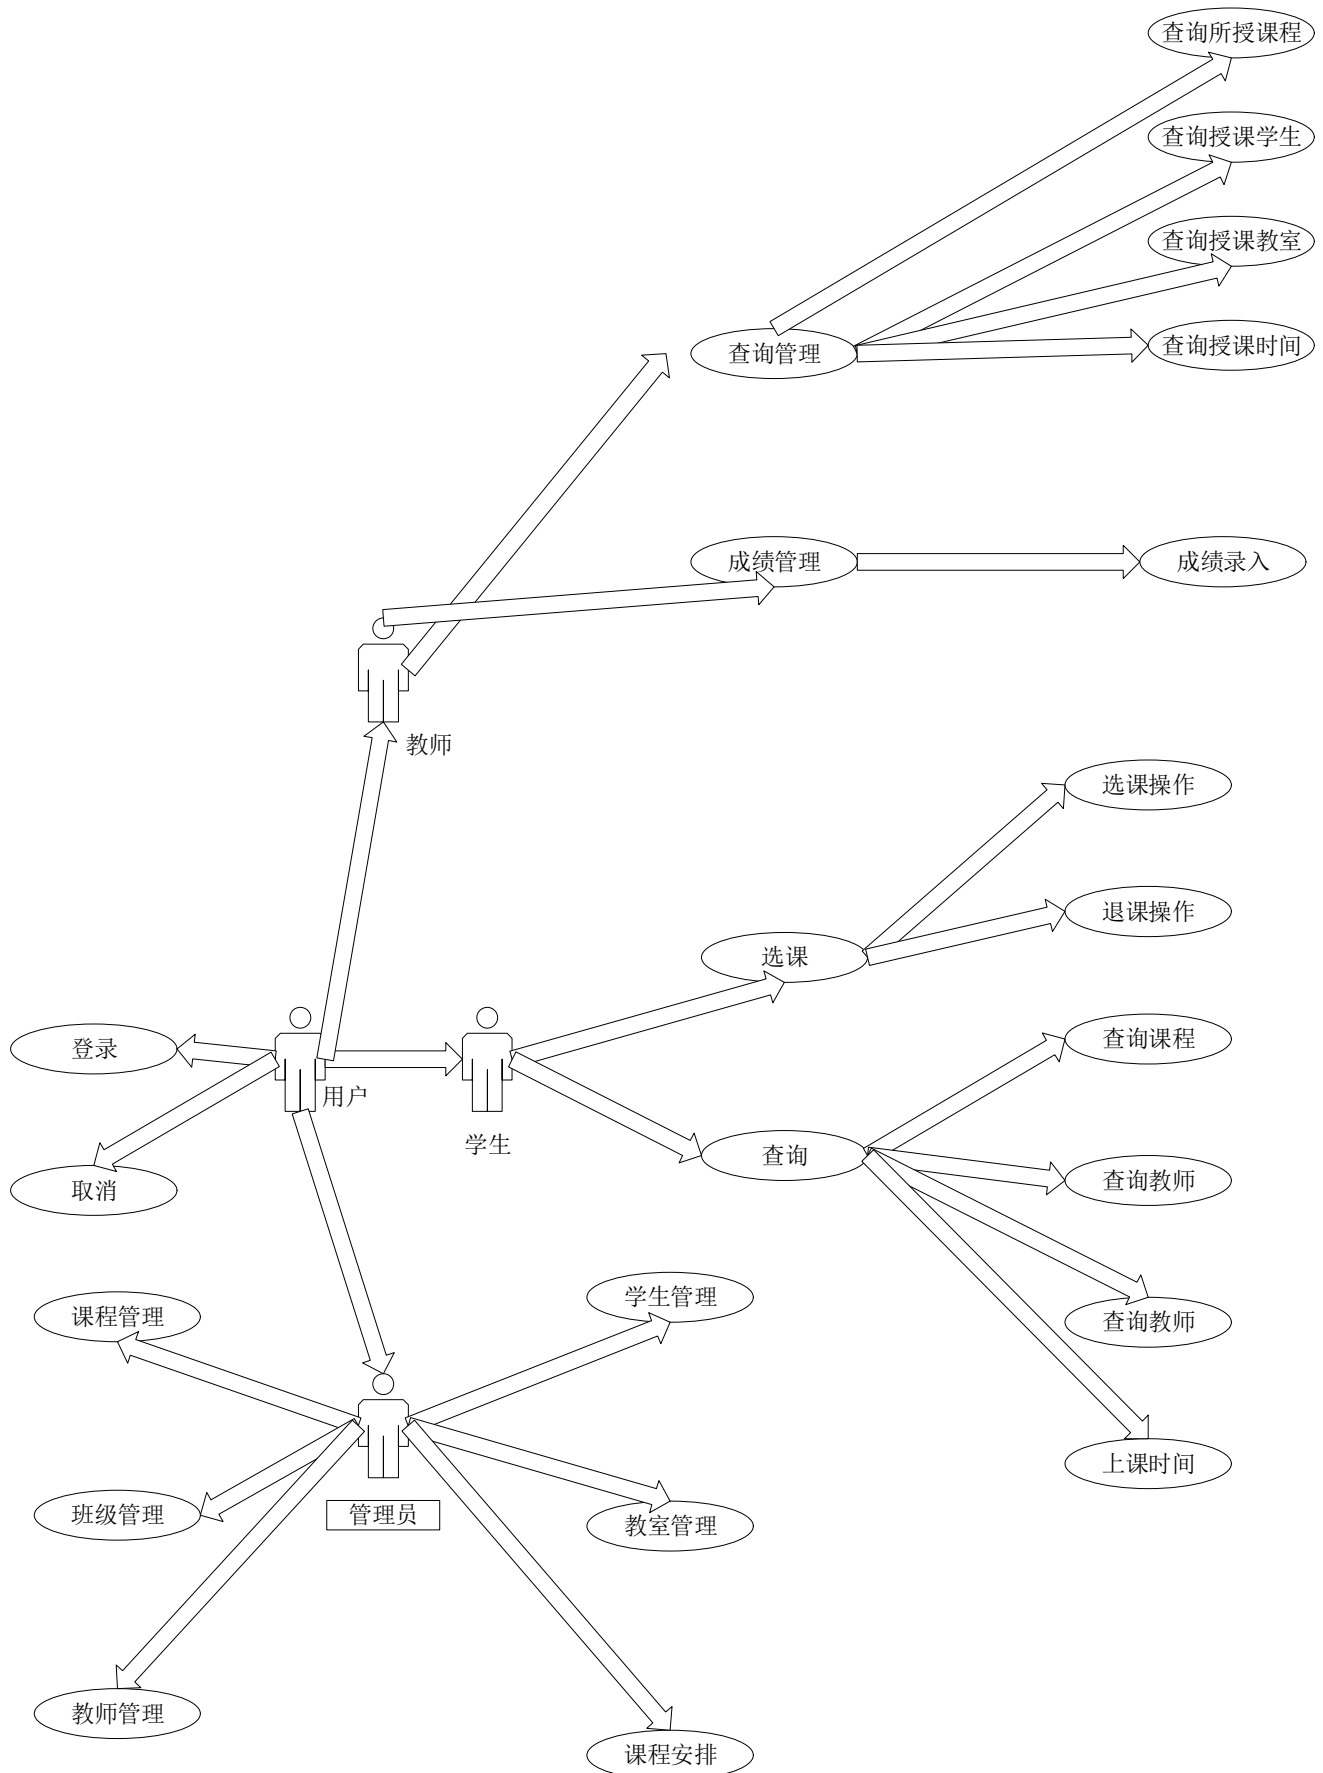 查询所授课程
查询授课学生
查询授课教室
查询管理
查询授课时间
成绩管理
成绩录入
教师
选课操作
退课操作
选课
登录
查询课程
用户
学生
查询
取消
查询教师
课程管理
学生管理
查询教师
上课时间
班级管理
管理员
教室管理
教师管理
课程安排